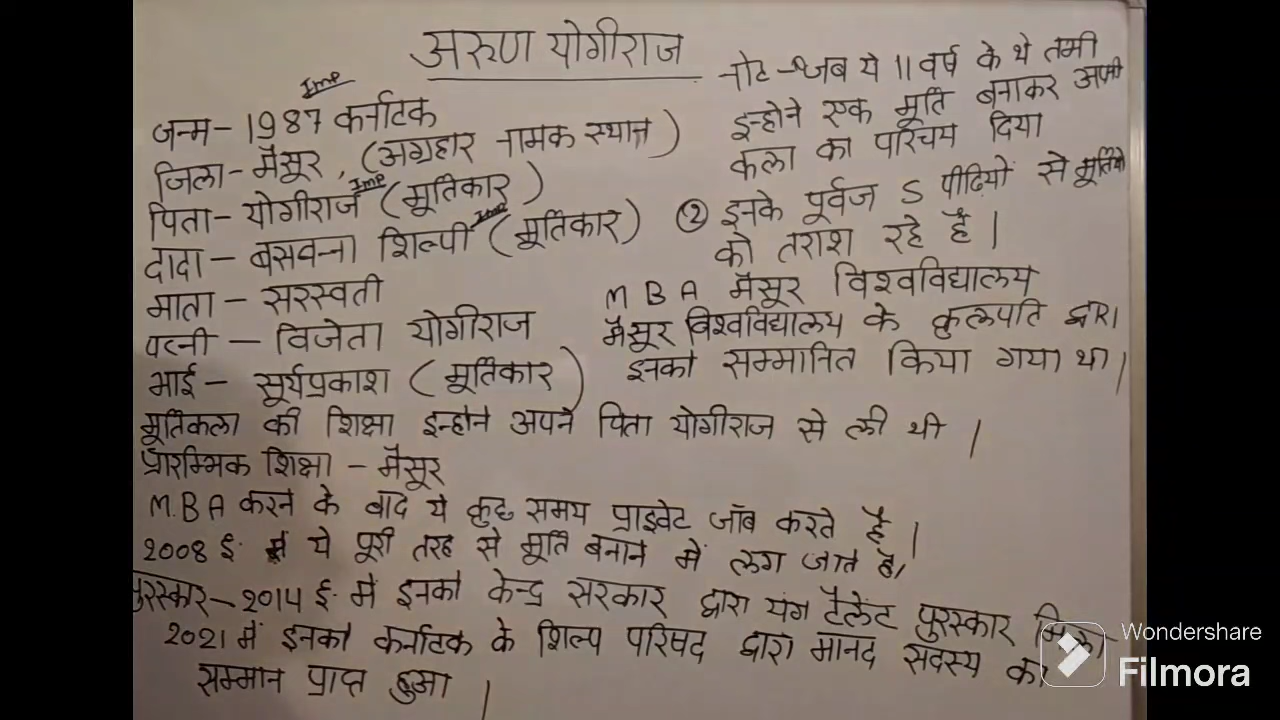 अरुण योगीराज
Imp
जन्म - 1987 कर्नाटक
जिला - मैसूर, (अग्रहार नामक स्थान)
Imp
पिता - योगीराज (मूर्तिकार)
Imp
दादा - बसवन्ना शिल्पी (मूर्तिकार)
माता - सरस्वती
पत्नी - विजेता योगीराज
भाई - सूर्यप्रकाश (मूर्तिकार)
नोट - जब ये 11 वर्ष के थे तभी
इन्होने एक मूर्ति बनाकर अपनी
कला का परिचय दिया
② इनके पूर्वज 5 पीढियों से मूर्तियो
को तराश रहे है।
MBA मैसूर विश्वविद्यालय
मैसूर विश्वविद्यालय के कुलपति द्वारा
इनको सम्मानित किया गया था।
मूर्तिकला की शिक्षा इन्होने अपने पिता योगीराज से ली थी।
प्रारम्भिक शिक्षा - मैसूर
M.B A करने के बाद ये कुछ समय प्राइवेट जॉब करते है।
2008 ई. में ये पूरी तरह से मूर्ति बनाने में लग जाते है।
पुरस्कार - 2014 ई. में इनको केन्द्र सरकार द्वारा यंग टैलेंट पुरस्कार मिला
2021 में इनको कर्नाटक के शिल्प परिषद द्वारा मानद सदस्य का
सम्मान प्राप्त हुआ।
Wondershare
Filmora